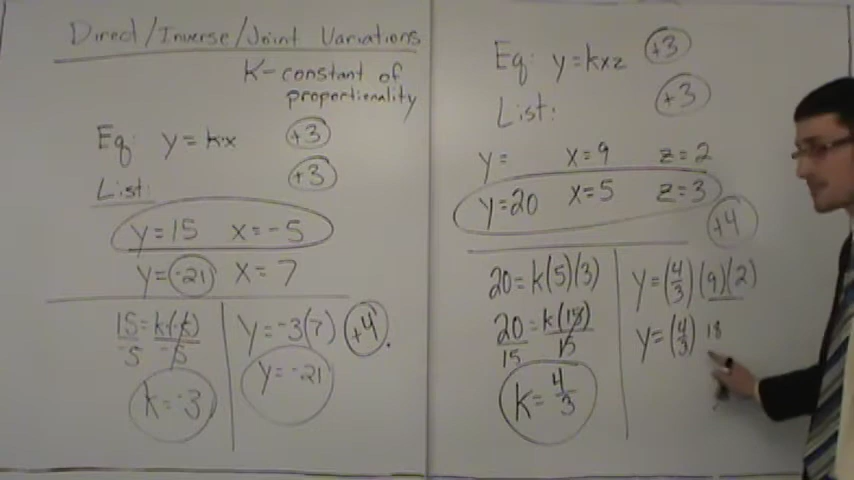 Direct/Inverse/Joint Variations
K-constant of
proportionality
Eq: y=kx +3
List: +3
y=15 x=-5
y=-21 x=7
15=k(-5)
-5 -5
k=-3
y=-3(7) +4
y=-21
Eq: y=kxz +3
List: +3
y= x=9 z=2
y=20 x=5 z=3
+4
20=k(5)(3)
20=k(15)
15 15
k=4/3
y=(4/3)(9)(2)
y=(4/3)18